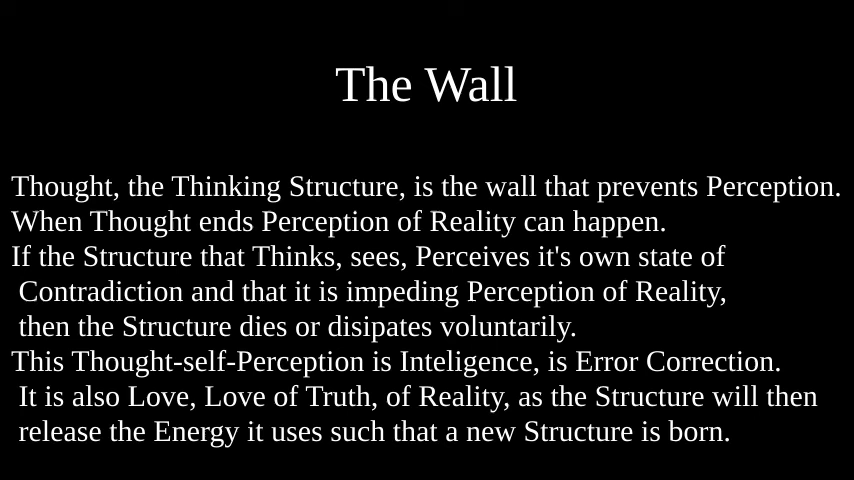 The Wall
Thought, the Thinking Structure, is the wall that prevents Perception.
When Thought ends Perception of Reality can happen.
If the Structure that Thinks, sees, Perceives it's own state of
Contradiction and that it is impeding Perception of Reality,
then the Structure dies or disipates voluntarily.
This Thought-self-Perception is Inteligence, is Error Correction.
It is also Love, Love of Truth, of Reality, as the Structure will then
release the Energy it uses such that a new Structure is born.